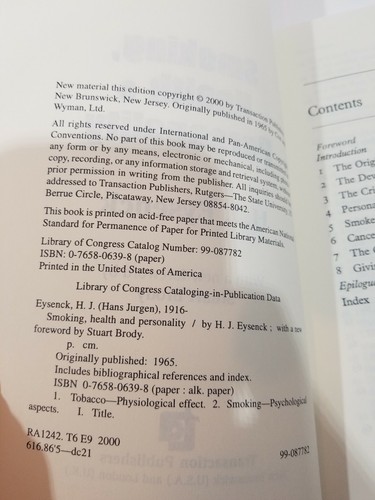 New material this edition copyright © 2000 by Transaction
New Brunswick, New Jersey. Originally published in 1965 by
Wyman, Ltd.
All rights reserved under International and Pan-American Copyright
Conventions. No part of this book may be reproduced or transmitted
any form or by any means, electronic or mechanical, including
copy, recording, or any information storage and retrieval system, without
prior permission in writing from the publisher. All inquiries should
addressed to Transaction Publishers, Rutgers—The State University,
Berrue Circle, Piscataway, New Jersey 08854-8042.
This book is printed on acid-free paper that meets the American National
Standard for Permanence of Paper for Printed Library Materials.
Library of Congress Catalog Number: 99-087782
ISBN: 0-7658-0639-8 (paper)
Printed in the United States of America
Library of Congress Cataloging-in-Publication Data
Eysenck, H. J. (Hans Jurgen), 1916-
Smoking, health and personality / by H. J. Eysenck ; with a new
foreword by Stuart Brody.
p. cm.
Originally published: 1965.
Includes bibliographical references and index.
ISBN 0-7658-0639-8 (paper : alk. paper)
1. Tobacco—Physiological effect. 2. Smoking—Psychological
aspects. I. Title.
RA1242. T6 E9 2000
616.86'5—dc21
99-087782
Contents
Foreword
Introduction
1 The Orig
2 The Dev
3 The Cri
4 Persona
5 Smoke
6 Cance
7 The
8 Givi
Epilogu
Index